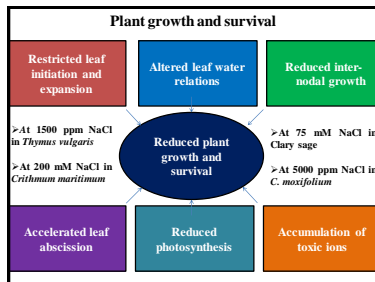 Plant growth and survival
Restricted leaf
initiation and
expansion
Altered leaf water
relations
Reduced inter-
nodal growth
➢At 1500 ppm NaCl
in Thymus vulgaris
➢At 200 mM NaCl in
Crithmum maritimum
Reduced plant
growth and
survival
➢At 75 mM NaCl in
Clary sage
➢At 5000 ppm NaCl
in C. moxifolium
Accelerated leaf
abscission
Reduced
photosynthesis
Accumulation of
toxic ions